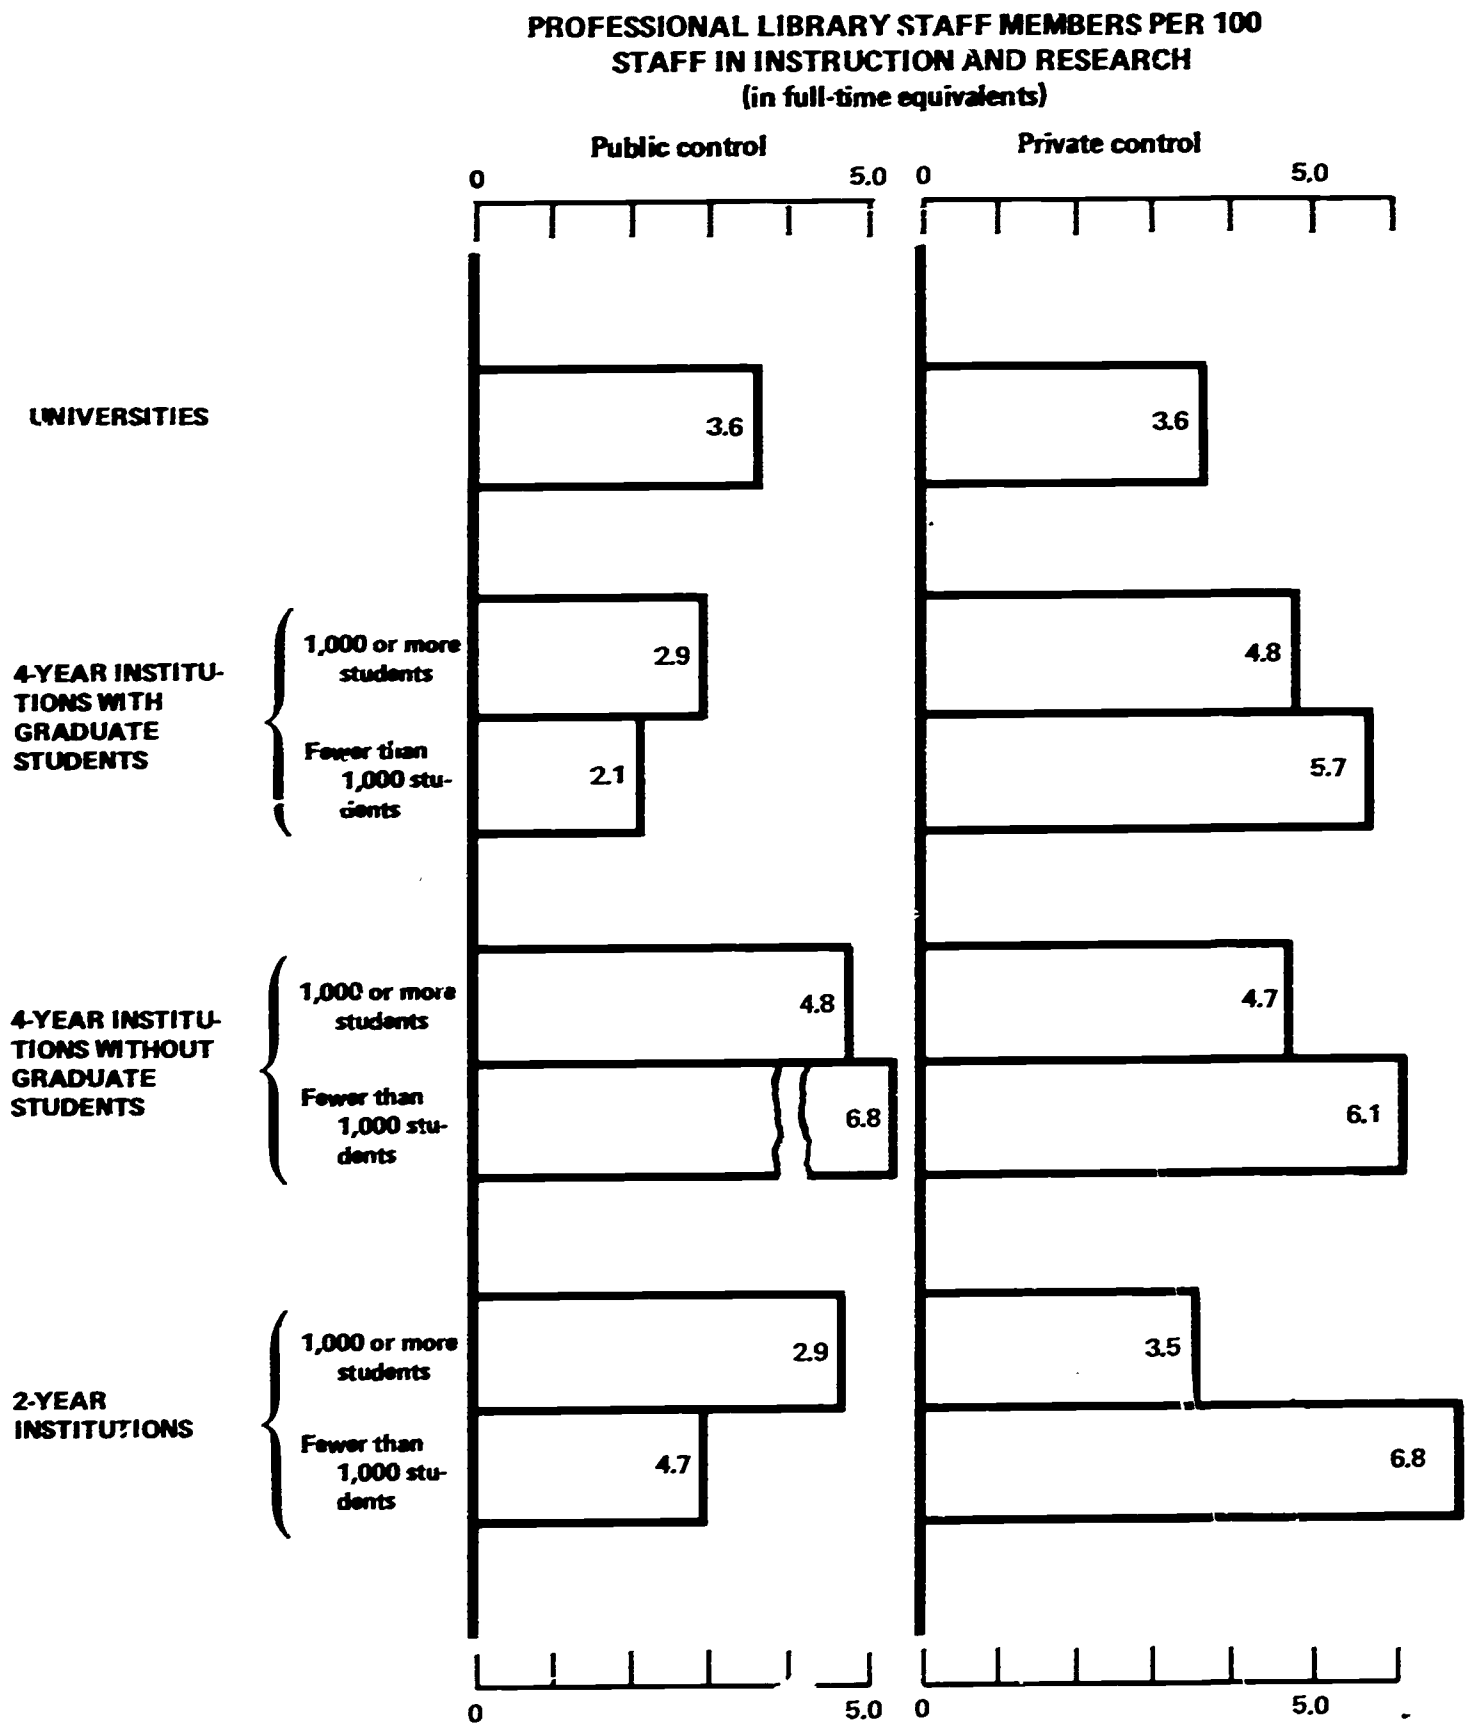 PROFESSIONAL LIBRARY STAFF MEMBERS PER 100
STAFF IN INSTRUCTION AND RESEARCH
(in full-time equivalents)
Public control
Private control
0 5.0 0 5.0
UNIVERSITIES
3.6
3.6
4-YEAR INSTITU-
TIONS WITH
GRADUATE
STUDENTS
1,000 or more
students
2.9
4.8
Fewer than
1,000 stu-
dents
2.1
5.7
4-YEAR INSTITU-
TIONS WITHOUT
GRADUATE
STUDENTS
1,000 or more
students
4.8
4.7
Fewer than
1,000 stu-
dents
6.8
6.1
2-YEAR
INSTITUTIONS
1,000 or more
students
2.9
3.5
Fewer than
1,000 stu-
dents
4.7
6.8
0 5.0 0 5.0